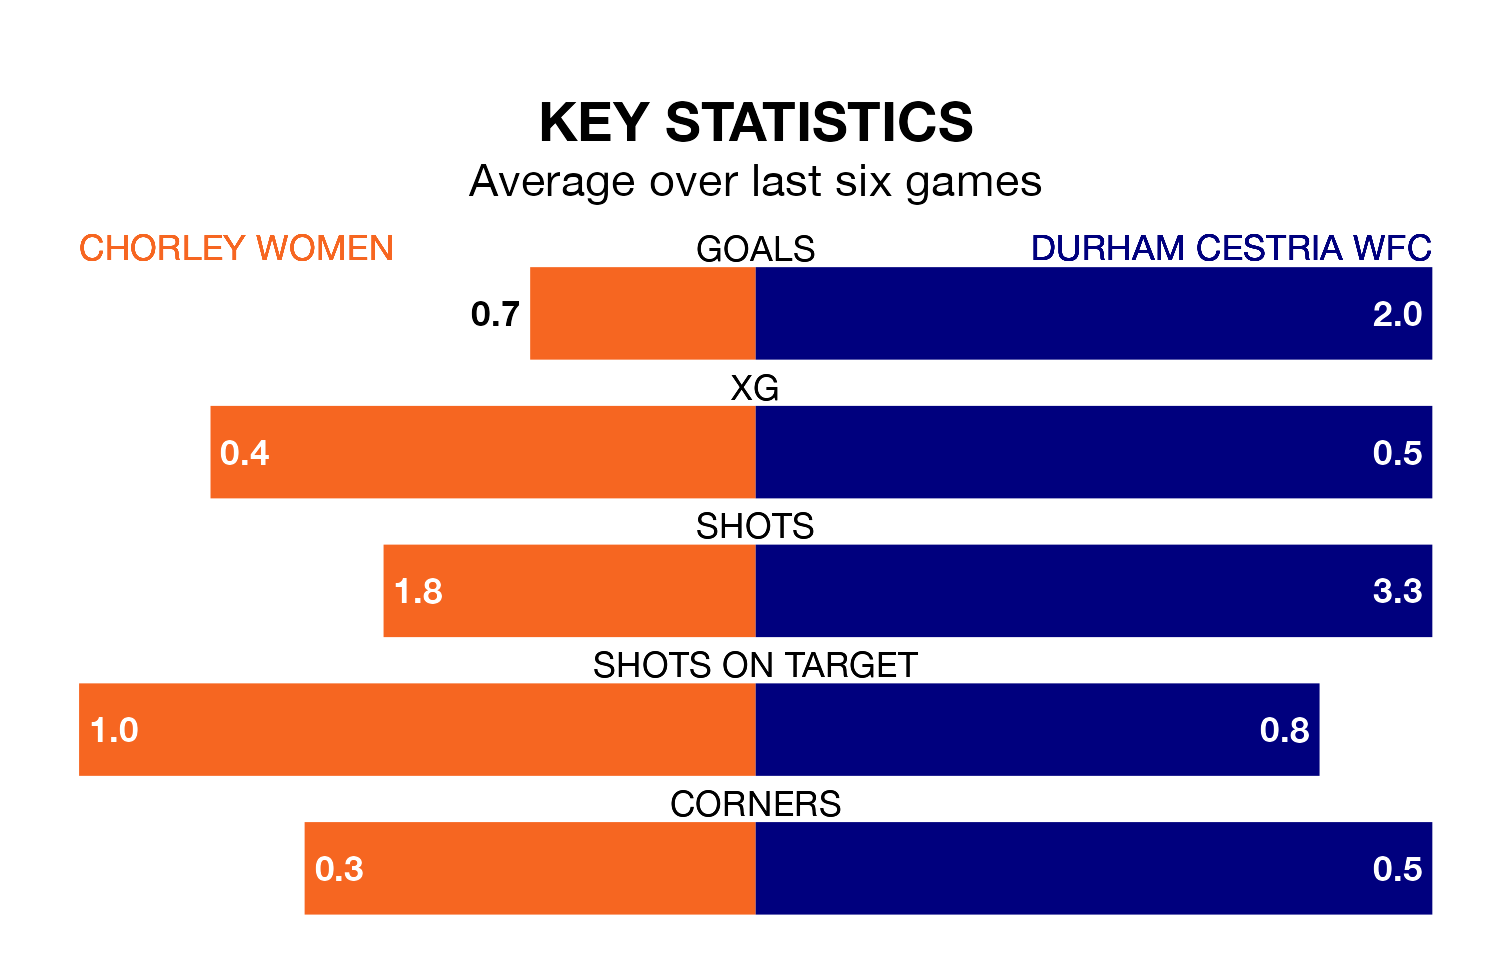 KEY STATISTICS
Average over last six games
CHORLEY WOMEN GOALS DURHAM CESTRIA WFC
0.7 2.0
XG
0.4 0.5
SHOTS
1.8 3.3
SHOTS ON TARGET
1.0 0.8
CORNERS
0.3 0.5